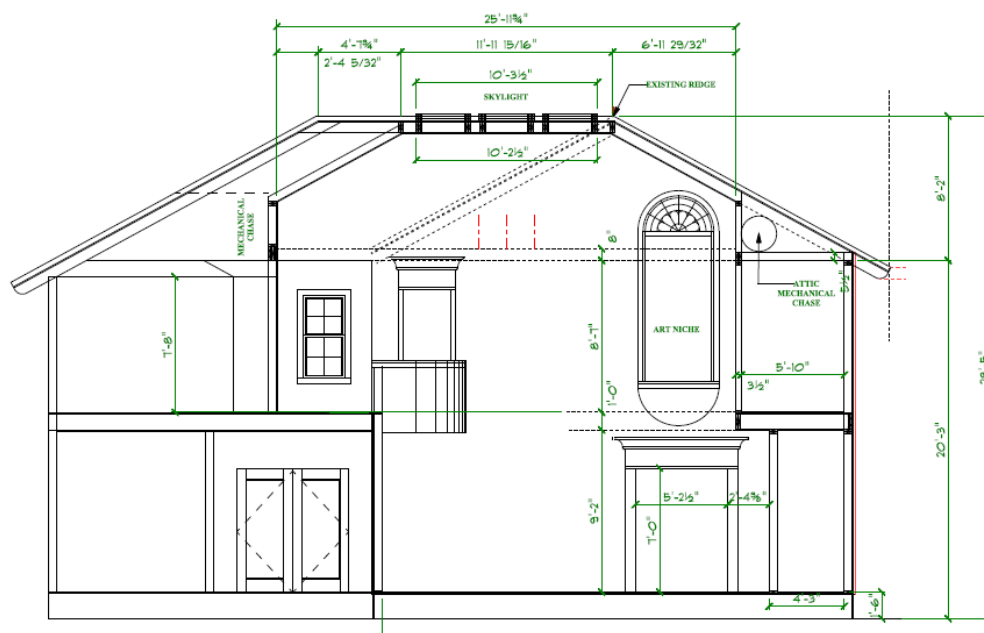 25'-11¾"
4'-7¾"
11'-11 15/16"
6'-11 29/32"
2'-4 5/32"
10'-3½"
SKYLIGHT
EXISTING RIDGE
10'-2½"
8'-2"
MECHANICAL
CHASE
8"
5½"
ATTIC
MECHANICAL
CHASE
7'-8"
8'-7"
ART NICHE
5'-10"
3½"
1'-0"
20'-3"
9'-2"
5'-2½"
7'-0"
4'-3"
1'-6"